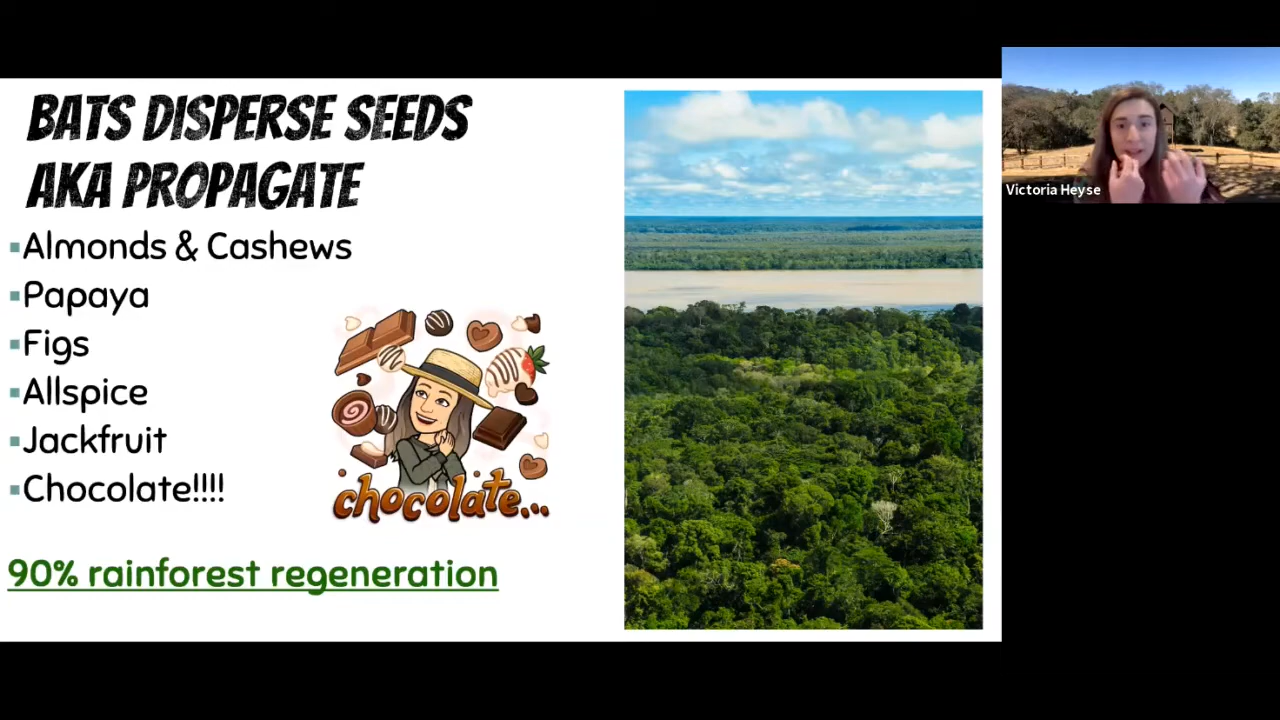 BATS DISPERSE SEEDS
AKA PROPAGATE
▪Almonds & Cashews
▪Papaya
▪Figs
▪Allspice
▪Jackfruit
▪Chocolate!!!!
chocolate...
90% rainforest regeneration
Victoria Heyse